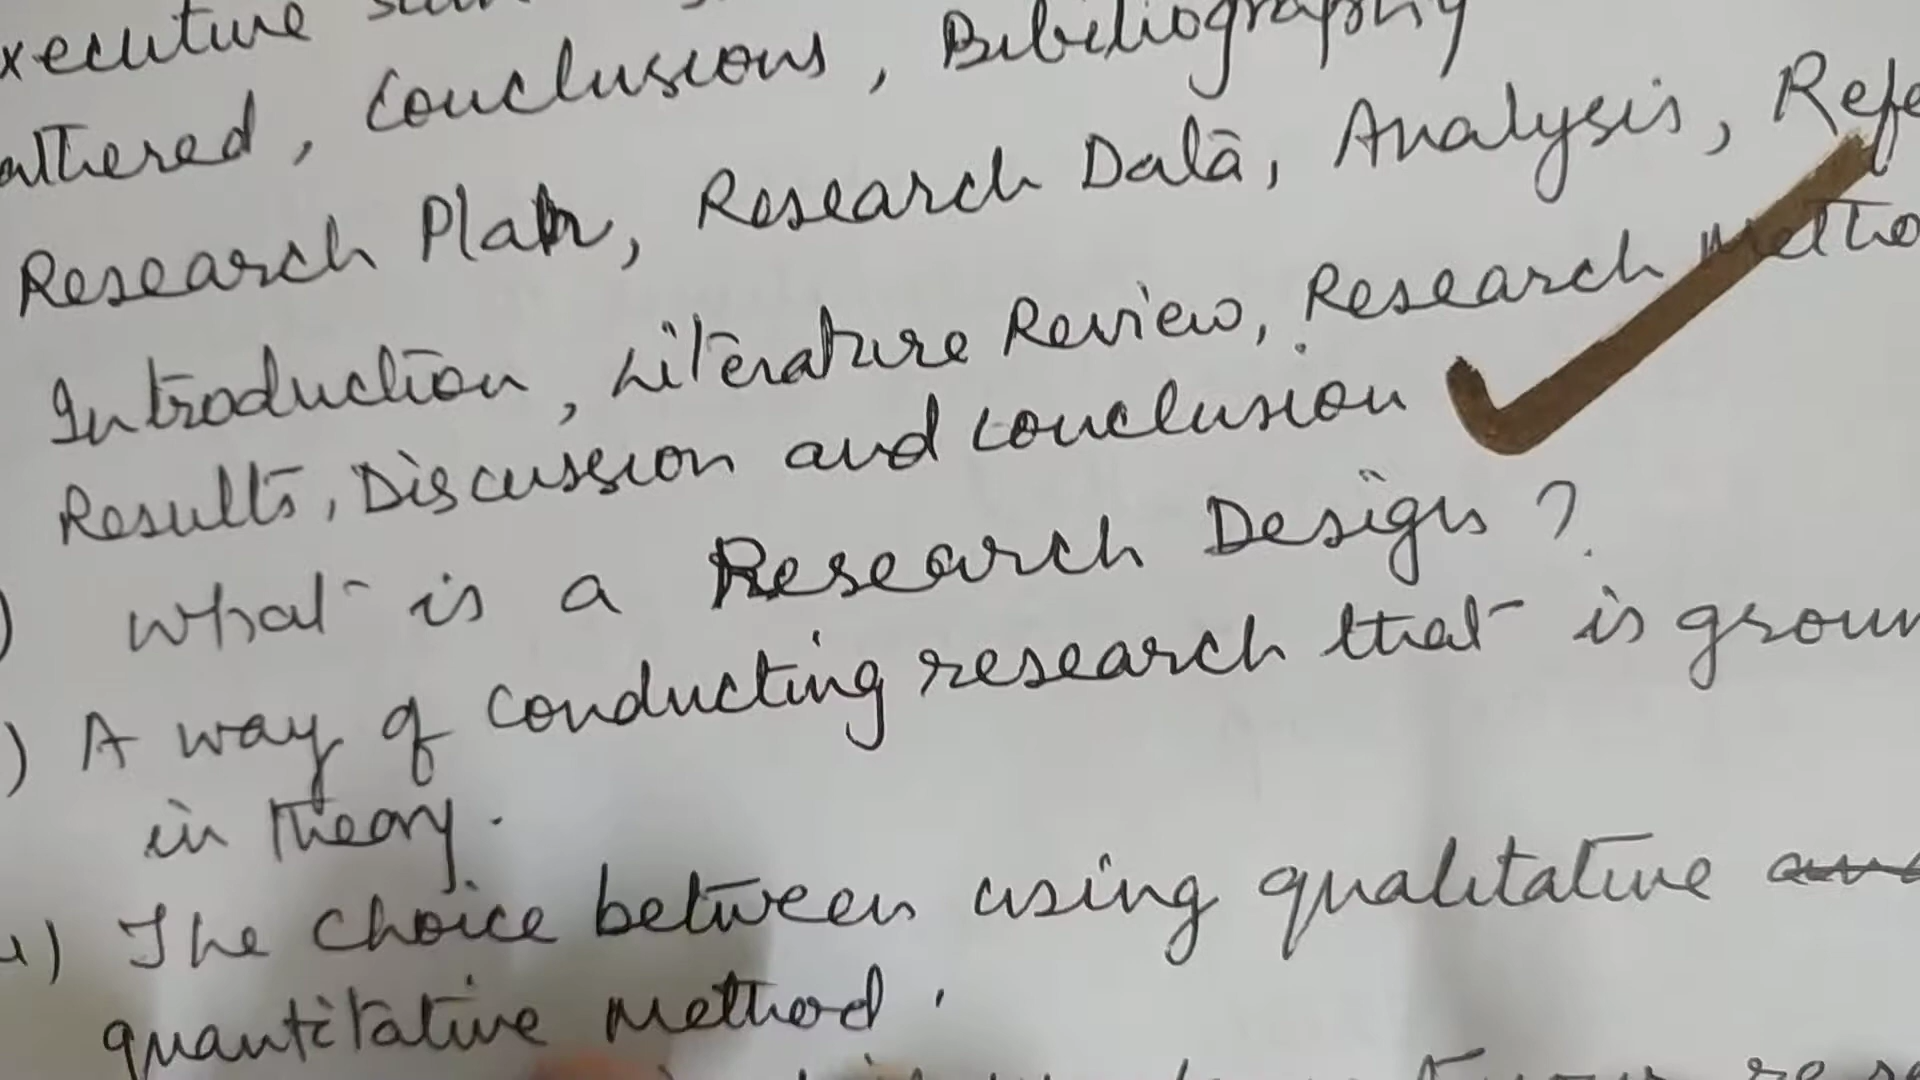 Conclusions, Bibeliography
Research Plan, Research Data, Analysis,
Introduction, Literature Review, Research
Results, Discussion and Conclusion
What is a Research Design?
) A way of conducting research that is
in theory.
) The choice between using qualitative
quantitative method.